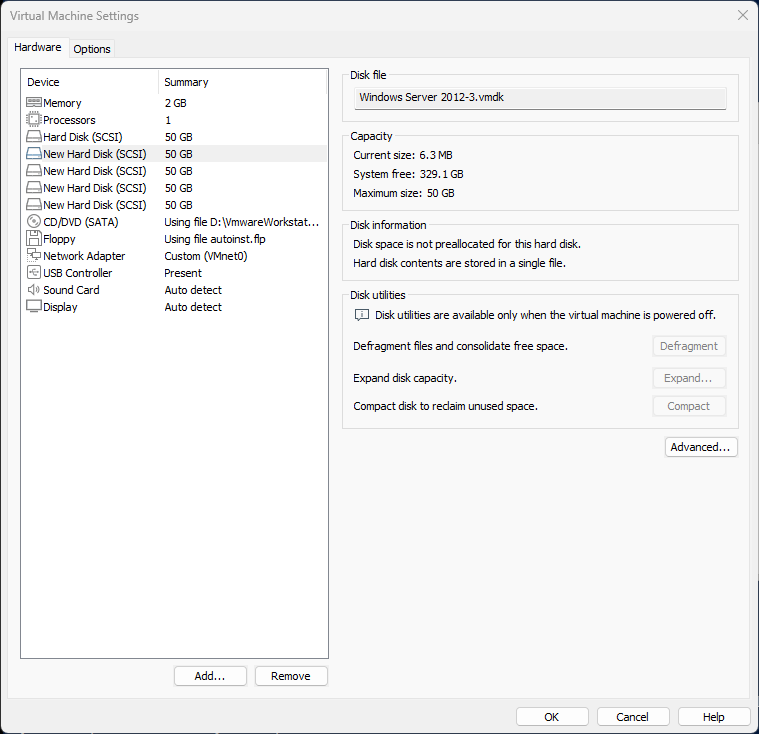 Virtual Machine Settings
Hardware Options
Device Summary
Memory 2 GB
Processors 1
Hard Disk (SCSI) 50 GB
New Hard Disk (SCSI) 50 GB
New Hard Disk (SCSI) 50 GB
New Hard Disk (SCSI) 50 GB
New Hard Disk (SCSI) 50 GB
CD/DVD (SATA) Using file D:\VmwareWorkstat...
Floppy Using file autoinst.flp
Network Adapter Custom (VMnet0)
USB Controller Present
Sound Card Auto detect
Display Auto detect
Add... Remove
Disk file
Windows Server 2012-3.vmdk
Capacity
Current size: 6.3 MB
System free: 329.1 GB
Maximum size: 50 GB
Disk information
Disk space is not preallocated for this hard disk.
Hard disk contents are stored in a single file.
Disk utilities
Disk utilities are available only when the virtual machine is powered off.
Defragment files and consolidate free space. Defragment
Expand disk capacity. Expand...
Compact disk to reclaim unused space. Compact
Advanced...
OK Cancel Help